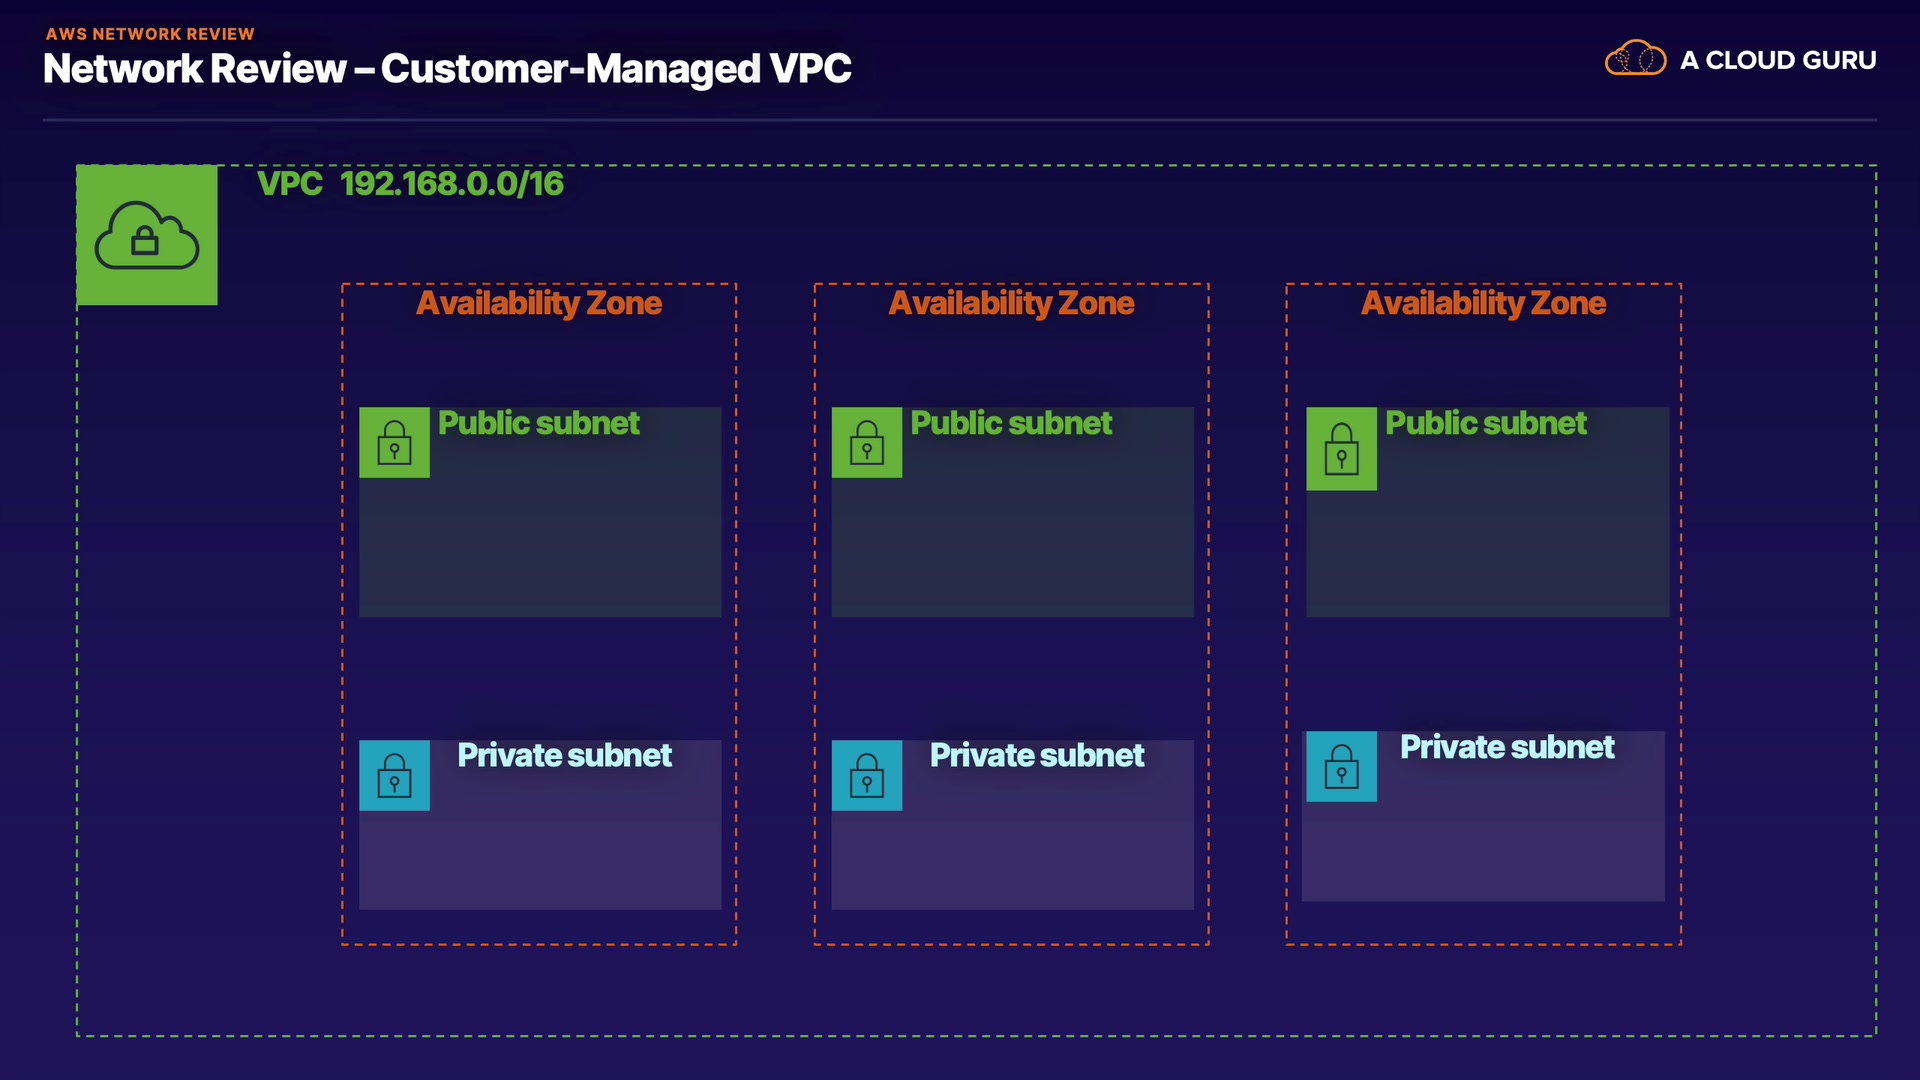 AWS NETWORK REVIEW
Network Review – Customer-Managed VPC
A CLOUD GURU
VPC 192.168.0.0/16
Availability Zone
Availability Zone
Availability Zone
Public subnet
Public subnet
Public subnet
Private subnet
Private subnet
Private subnet